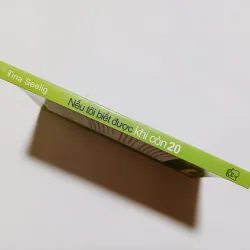 Tina Seelig
Nếu tôi biết được khi còn 20